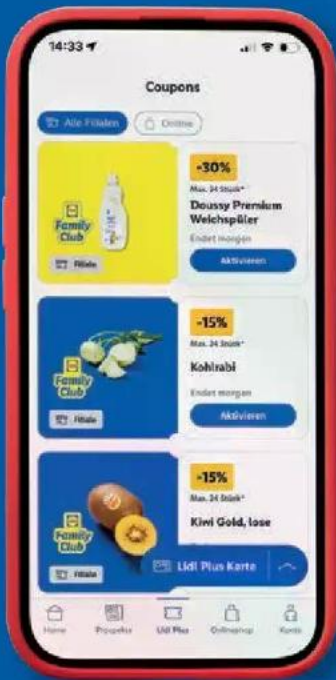 14:33
Coupons
Alle Filialen
Online
-30%
Max. 24 Stück*
Doussy Premium
Weichspüler
Endet morgen
Aktivieren
Family
Club
Filiale
-15%
Max. 24 Stück*
Kohlrabi
Endet morgen
Aktivieren
Family
Club
Filiale
-15%
Max. 24 Stück*
Kiwi Gold, lose
Family
Club
Filiale
Lidl Plus Karte
Home
Prospekte
Lidl Plus
Onlineshop
Konto